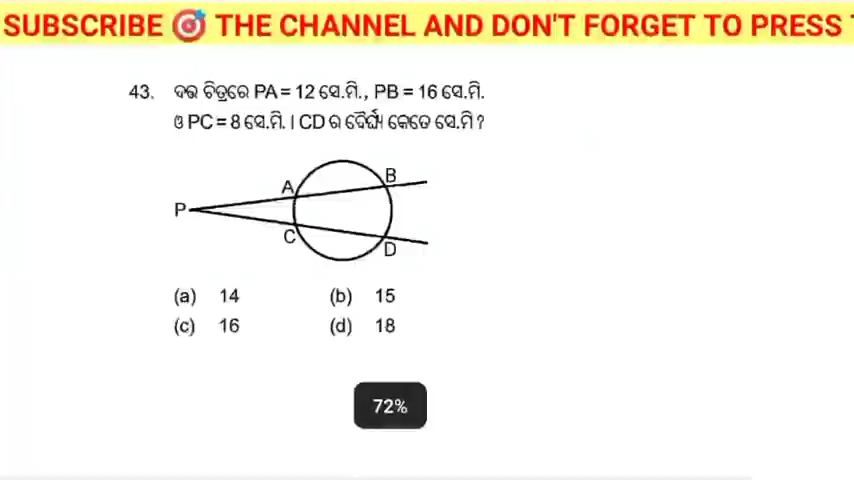 SUBSCRIBE 🎯 THE CHANNEL AND DON'T FORGET TO PRESS
43. ଦତ୍ତ ଚିତ୍ରରେ PA = 12 ସେ.ମି., PB = 16 ସେ.ମି.
ଓ PC = 8 ସେ.ମି. । CD ର ଦୈର୍ଘ୍ୟ କେତେ ସେ.ମି ?
A B
P
C D
(a) 14 (b) 15
(c) 16 (d) 18
72%